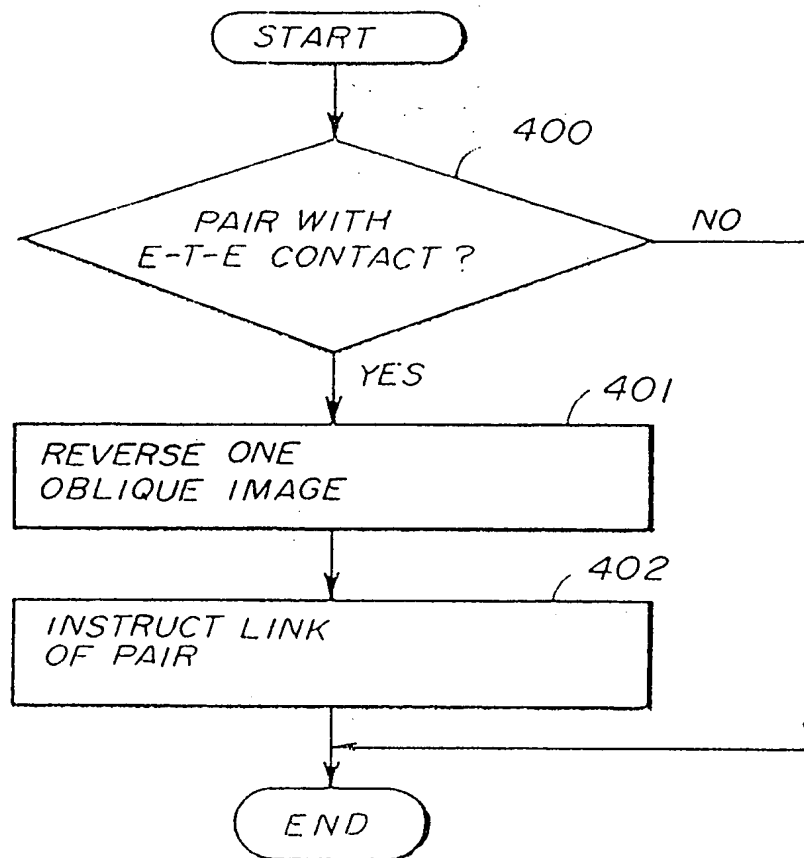 START
400
PAIR WITH
E-T-E CONTACT ?
NO
YES
401
REVERSE ONE
OBLIQUE IMAGE
402
INSTRUCT LINK
OF PAIR
END